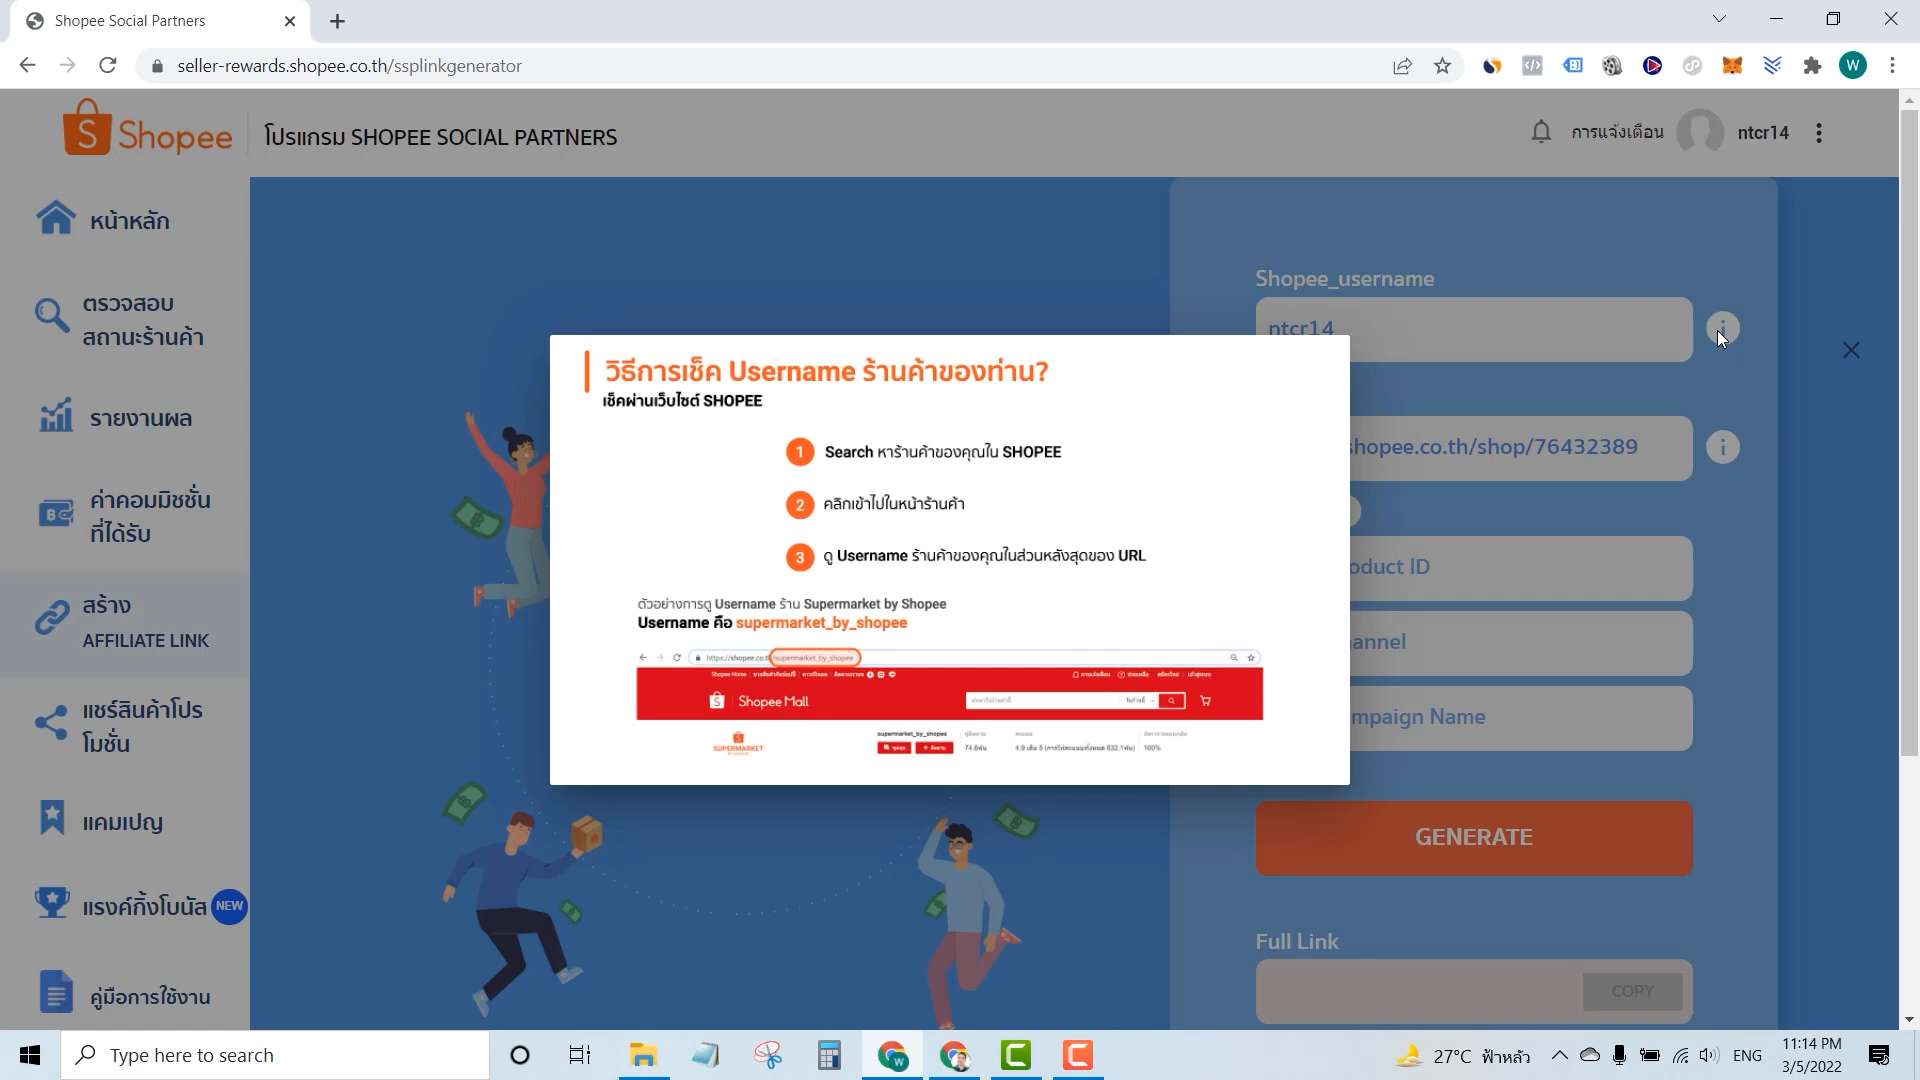 Shopee Social Partners
seller-rewards.shopee.co.th/ssplinkgenerator
W
Shopee
โปรแกรม SHOPEE SOCIAL PARTNERS
การแจ้งเตือน
ntcr14
หน้าหลัก
ตรวจสอบ
สถานะร้านค้า
รายงานผล
ค่าคอมมิชชั่น
ที่ได้รับ
สร้าง
AFFILIATE LINK
แชร์สินค้าโปร
โมชั่น
แคมเปญ
แรงค์กิ้งโบนัส NEW
คู่มือการใช้งาน
Shopee_username
ntcr14
shopee.co.th/shop/76432389
oduct ID
annel
mpaign Name
GENERATE
Full Link
COPY
วิธีการเช็ค Username ร้านค้าของท่าน?
เช็คผ่านเว็บไซต์ SHOPEE
1 Search หาร้านค้าของคุณใน SHOPEE
2 คลิกเข้าไปในหน้าร้านค้า
3 ดู Username ร้านค้าของคุณในส่วนหลังสุดของ URL
ตัวอย่างการดู Username ร้าน Supermarket by Shopee
Username คือ supermarket_by_shopee
https://shopee.co.th/supermarket_by_shopee
Shopee Home
Shopee Mall
SUPERMARKET
supermarket_by_shopee
74.6พัน
100%
Type here to search
27°C ฟ้าหลัว
ENG
11:14 PM
3/5/2022